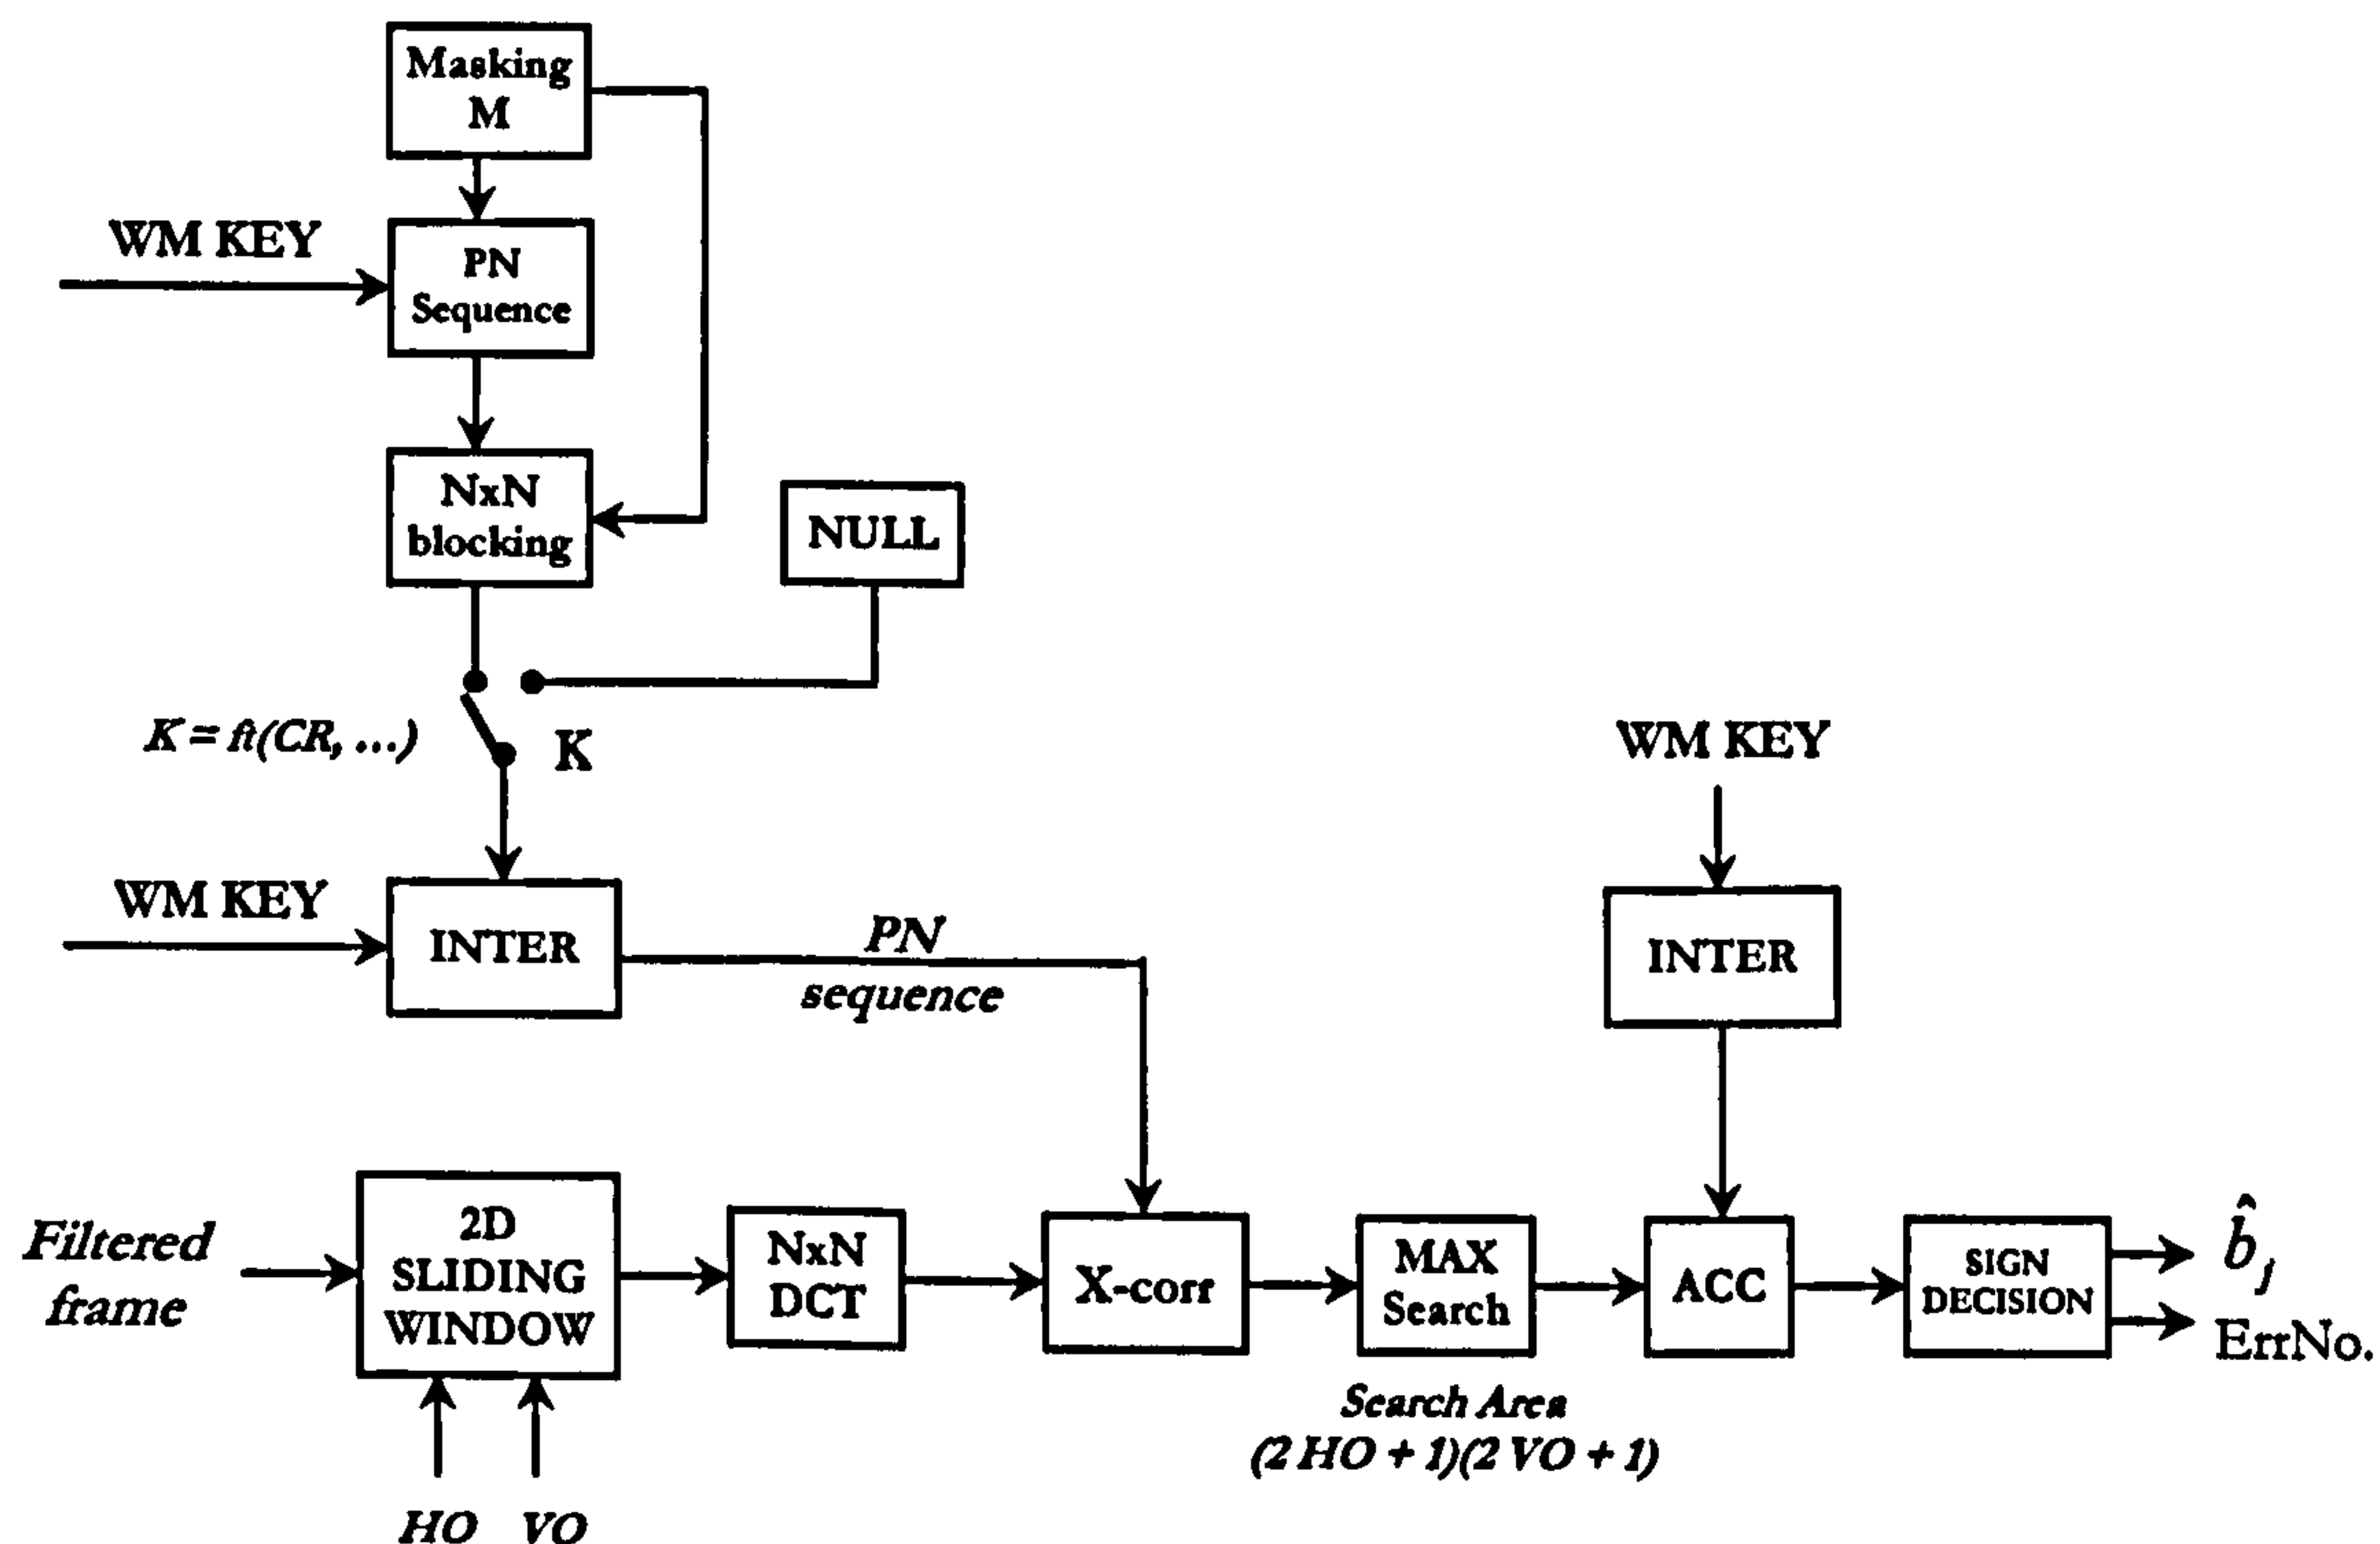 Masking
M
WM KEY
PN
Sequence
NxN
blocking
NULL
K = ft(CR, ...)
K
WM KEY
WM KEY
INTER
PN
sequence
INTER
Filtered
frame
2D
SLIDING
WINDOW
NxN
DCT
X-corr
MAX
Search
ACC
SIGN
DECISION
b̂j
ErrNo.
Search Area
(2 HO + 1)(2 VO + 1)
HO VO